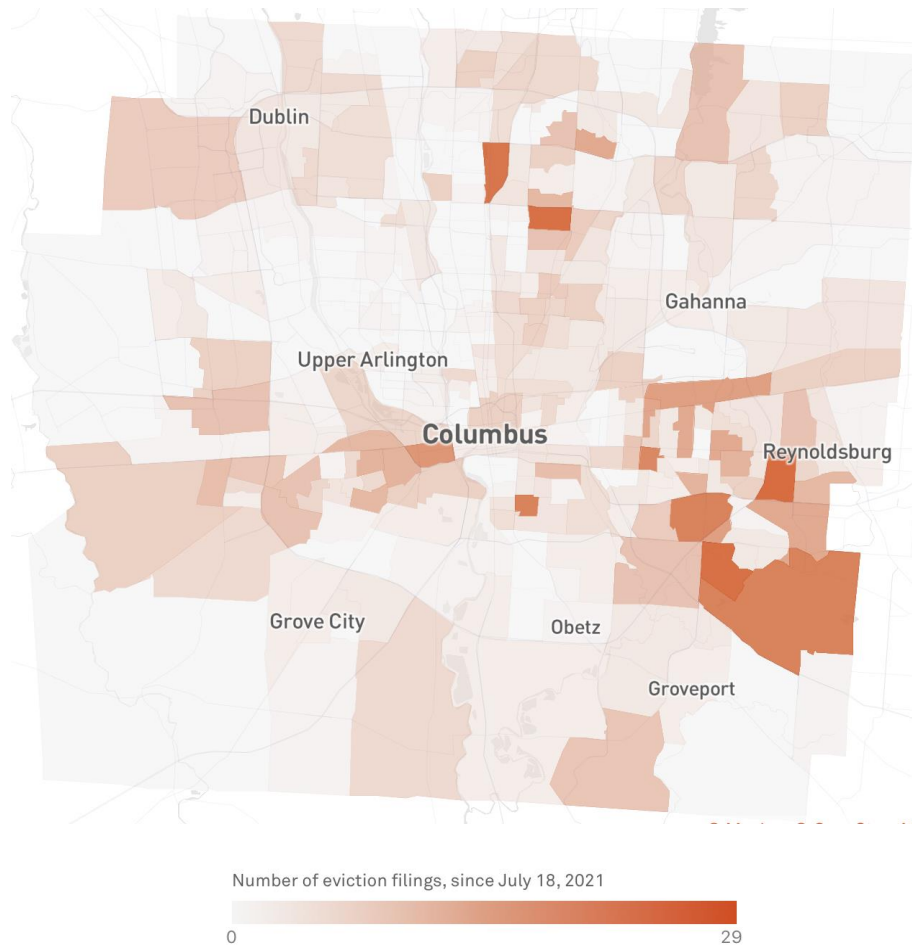 Dublin
Gahanna
Upper Arlington
Columbus
Reynoldsburg
Grove City
Obetz
Groveport
Number of eviction filings, since July 18, 2021
0
29